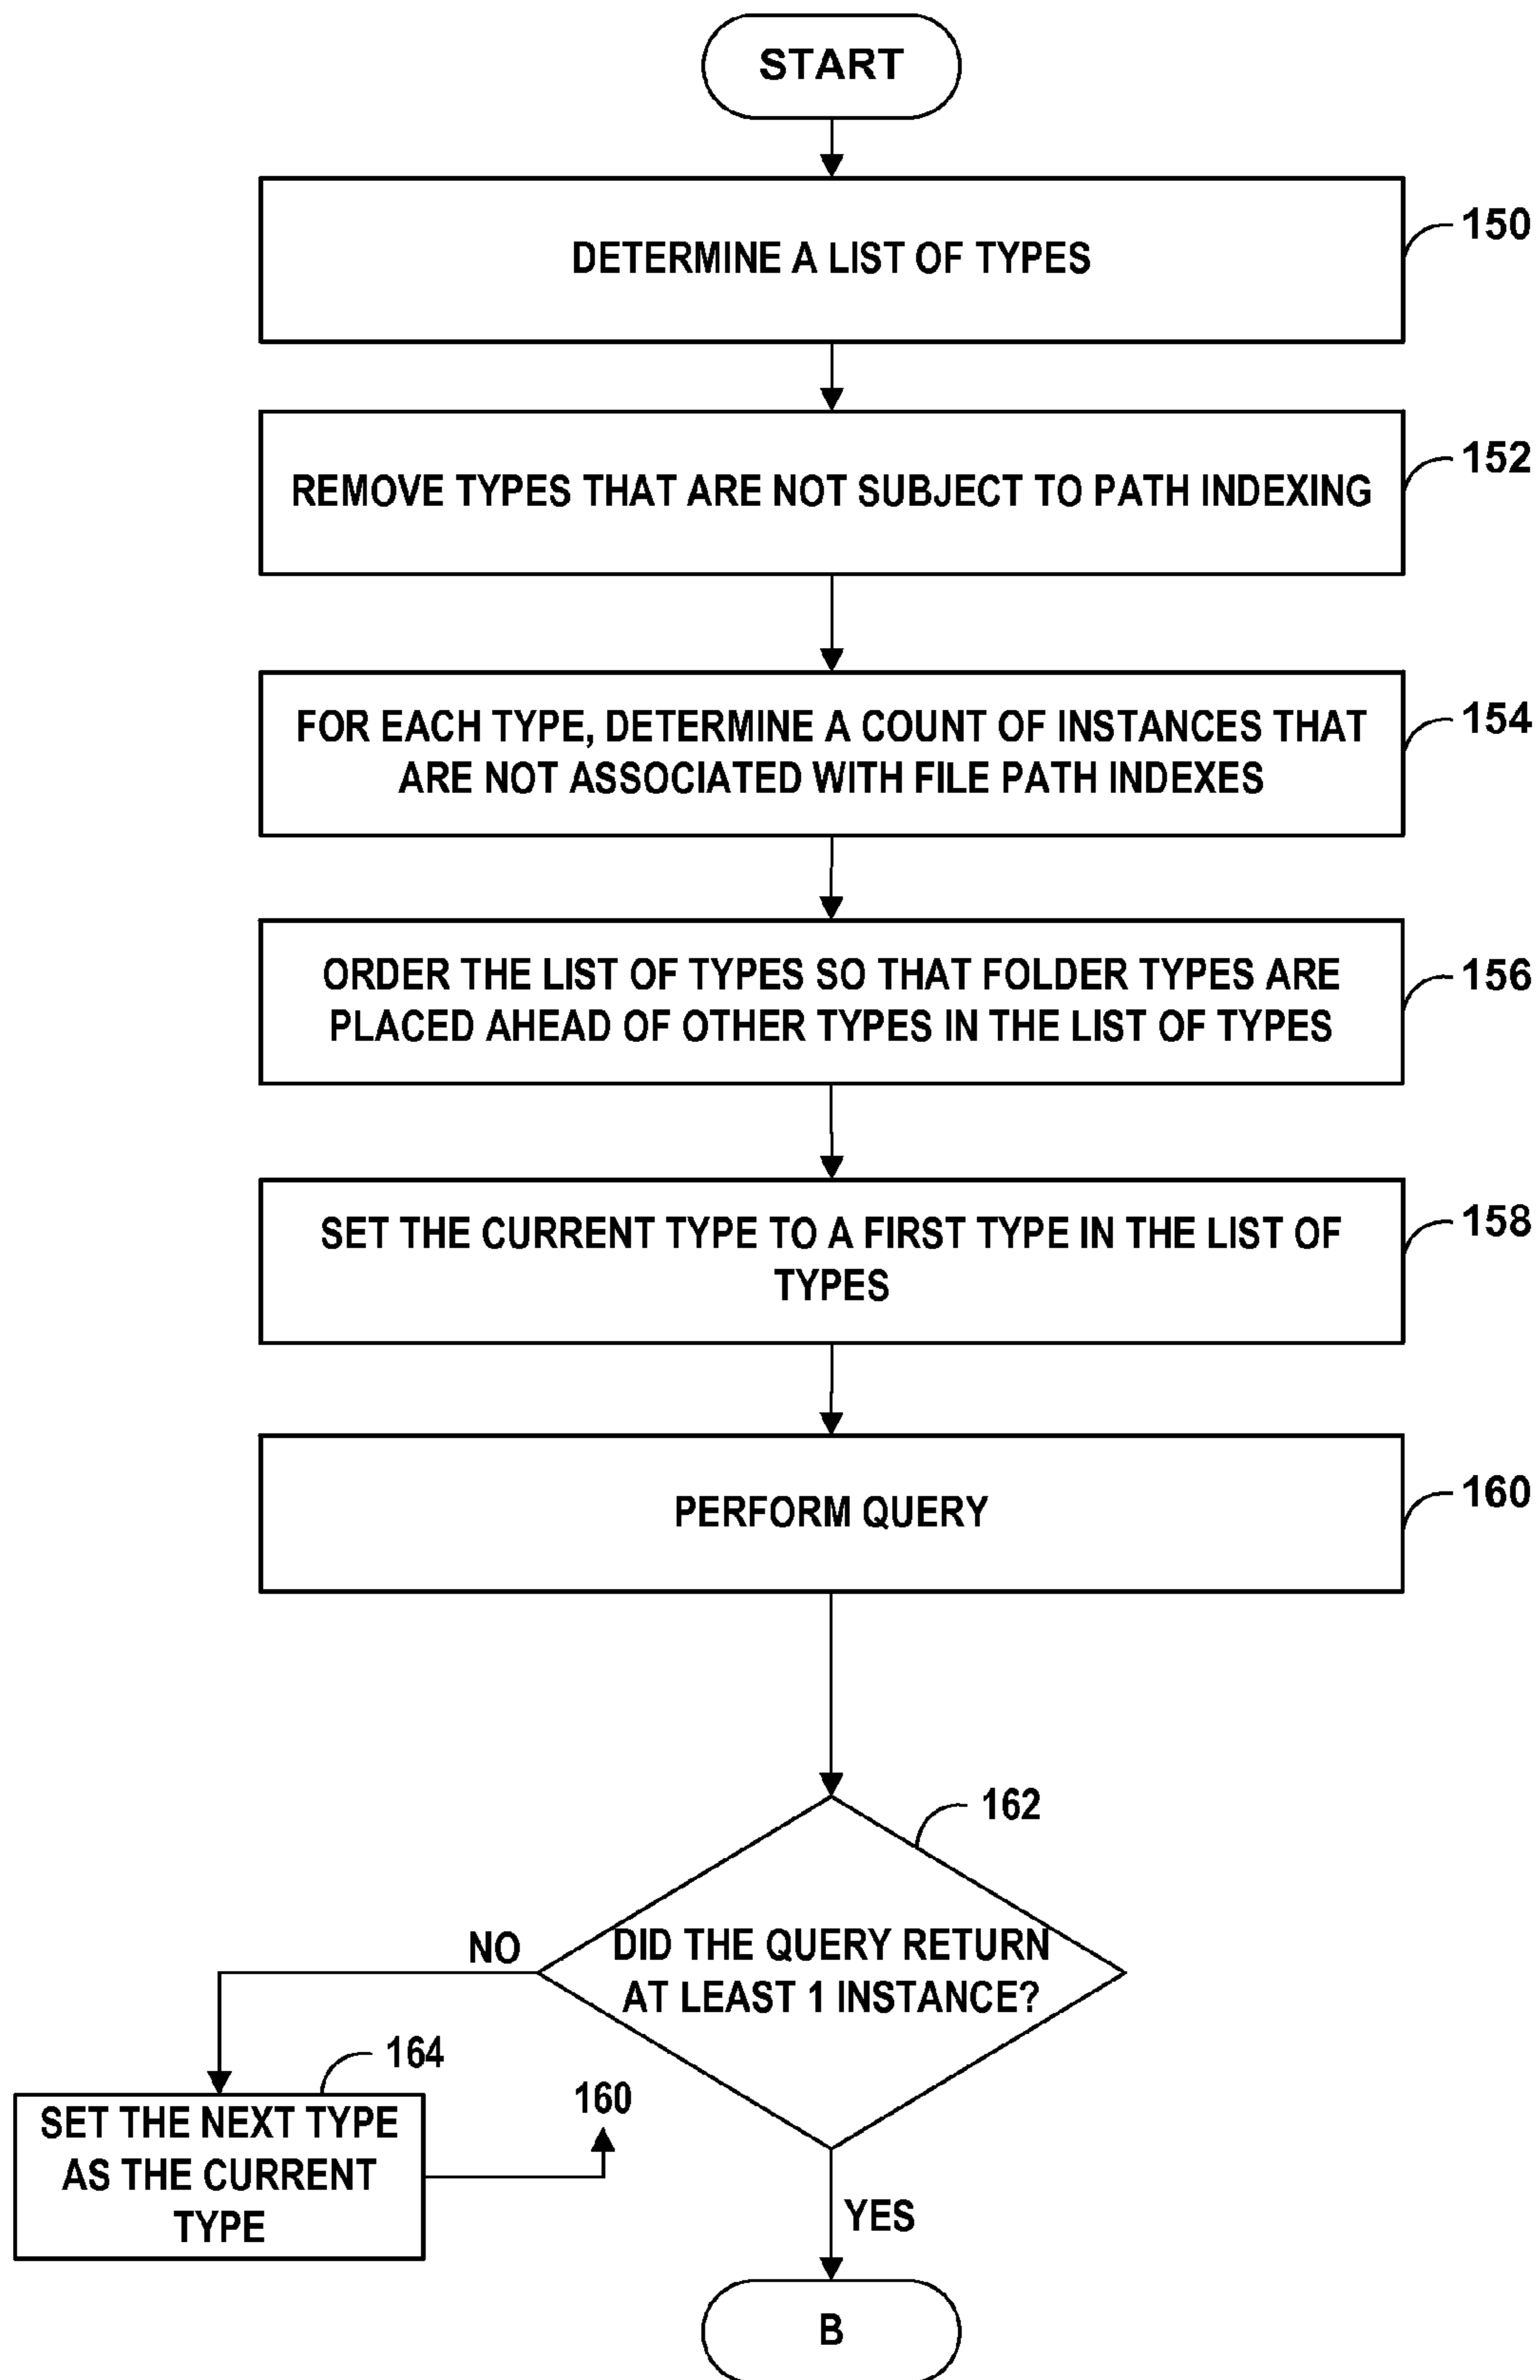 START
DETERMINE A LIST OF TYPES
150
REMOVE TYPES THAT ARE NOT SUBJECT TO PATH INDEXING
152
FOR EACH TYPE, DETERMINE A COUNT OF INSTANCES THAT
ARE NOT ASSOCIATED WITH FILE PATH INDEXES
154
ORDER THE LIST OF TYPES SO THAT FOLDER TYPES ARE
PLACED AHEAD OF OTHER TYPES IN THE LIST OF TYPES
156
SET THE CURRENT TYPE TO A FIRST TYPE IN THE LIST OF
TYPES
158
PERFORM QUERY
160
162
DID THE QUERY RETURN
AT LEAST 1 INSTANCE?
NO
164
SET THE NEXT TYPE
AS THE CURRENT
TYPE
160
YES
B